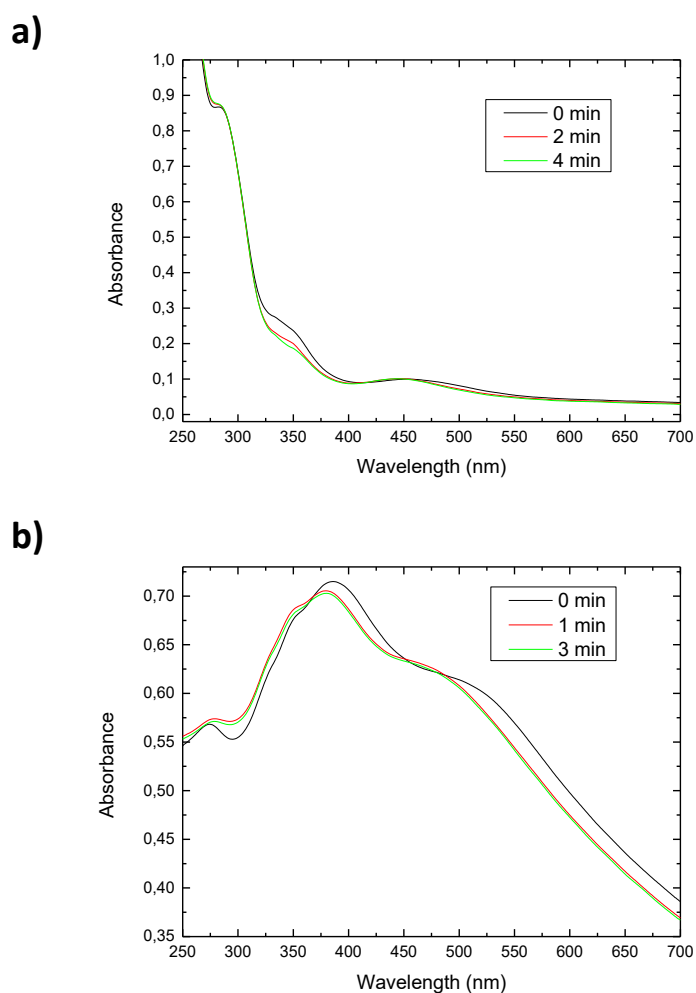 a)
1,0
0,9
0,8
0,7
0,6
0,5
0,4
0,3
0,2
0,1
0,0
Absorbance
0 min
2 min
4 min
250 300 350 400 450 500 550 600 650 700
Wavelength (nm)
b)
0,70
0,65
0,60
0,55
0,50
0,45
0,40
0,35
Absorbance
0 min
1 min
3 min
250 300 350 400 450 500 550 600 650 700
Wavelength (nm)